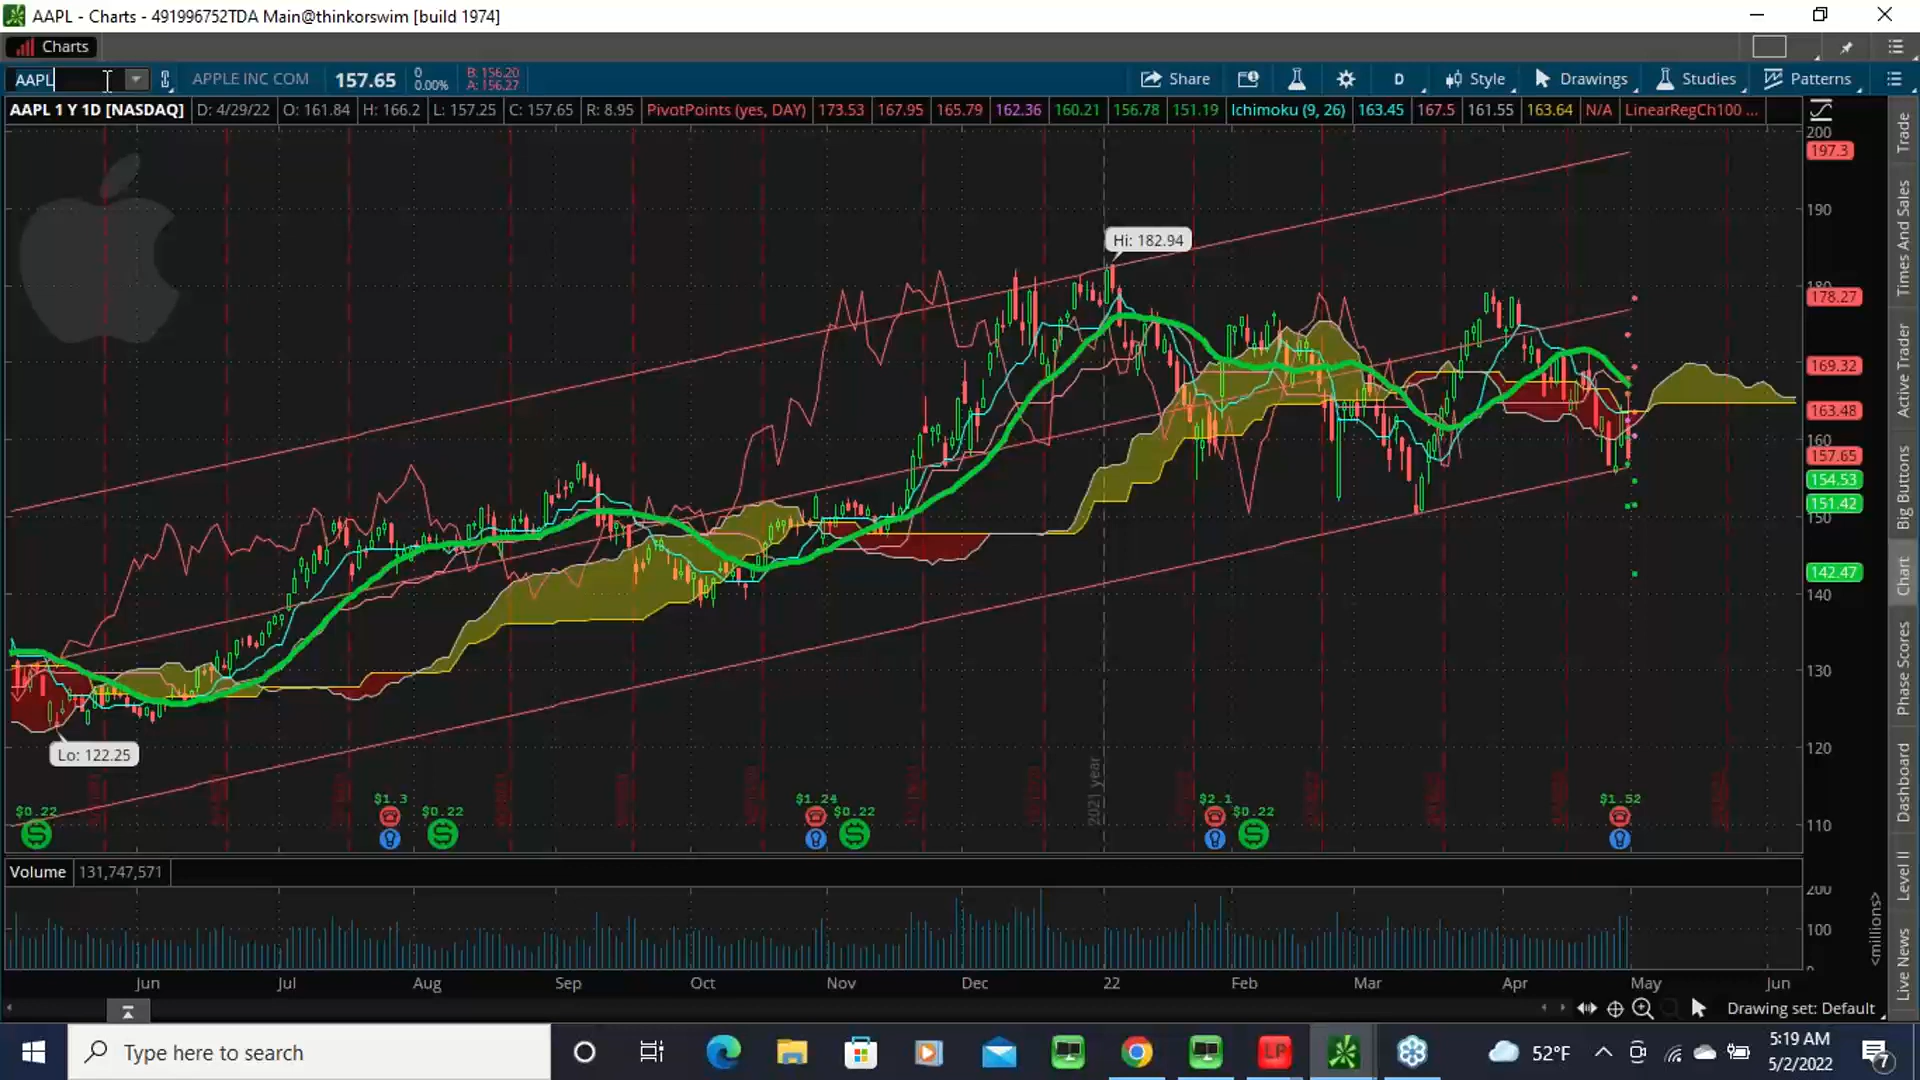 AAPL - Charts - 491996752TDA Main@thinkorswim [build 1974]
Charts
AAPL APPLE INC COM 157.65 0 0.00% B: 156.20 A: 156.27 Share D Style Drawings Studies Patterns
AAPL 1 Y 1D [NASDAQ] D: 4/29/22 O: 161.84 H: 166.2 L: 157.25 C: 157.65 R: 8.95 PivotPoints (yes, DAY) 173.53 167.95 165.79 162.36 160.21 156.78 151.19 Ichimoku (9, 26) 163.45 167.5 161.55 163.64 N/A LinearRegCh100 ...
200
197.3
190
Hi: 182.94
180
178.27
169.32
163.48
160
157.65
154.53
151.42
150
142.47
140
130
Lo: 122.25
120
110
2021 year
$0.22 $1.3 $0.22 $1.24 $0.22 $2.1 $0.22 $1.52
Volume 131,747,571
200
100
0
<millions>
Jun Jul Aug Sep Oct Nov Dec 22 Feb Mar Apr May Jun
Drawing set: Default
Trade
Times And Sales
Active Trader
Big Buttons
Chart
Phase Scores
Dashboard
Level II
Live News
Type here to search
LP
52°F
5:19 AM
5/2/2022
7